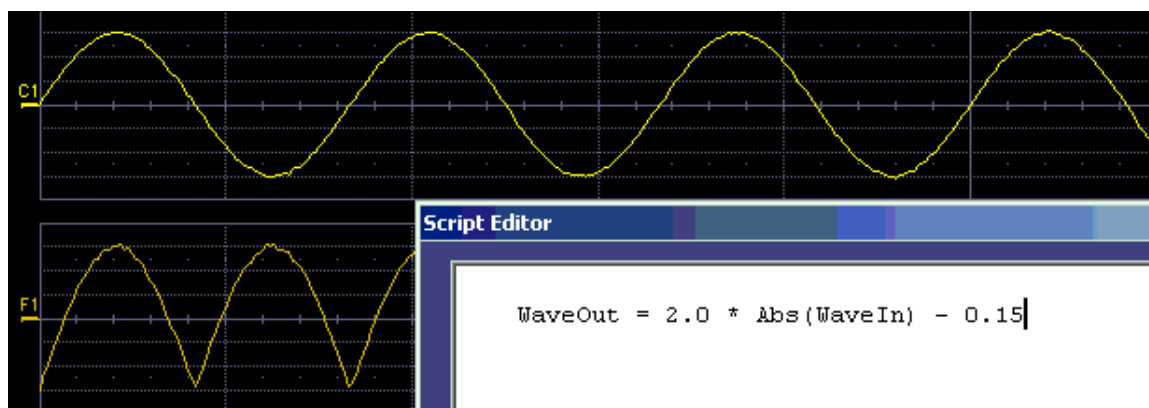 C1
Script Editor
F1
WaveOut = 2.0 * Abs(WaveIn) - 0.15